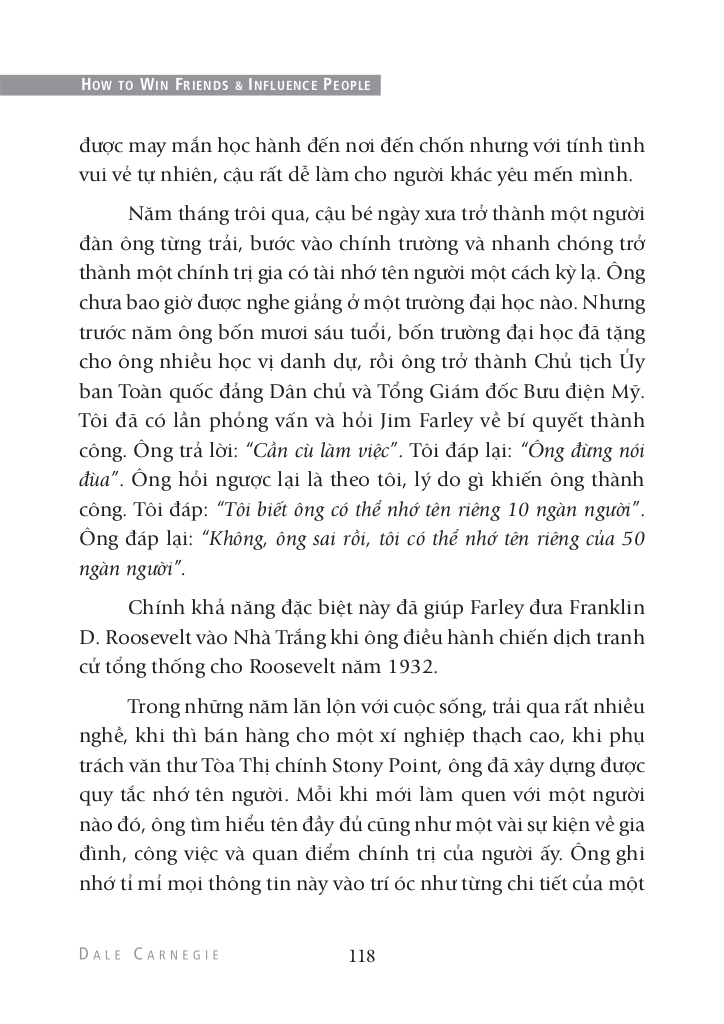 HOW TO WIN FRIENDS & INFLUENCE PEOPLE
được may mắn học hành đến nơi đến chốn nhưng với tính tình
vui vẻ tự nhiên, cậu rất dễ làm cho người khác yêu mến mình.
Năm tháng trôi qua, cậu bé ngày xưa trở thành một người
đàn ông từng trải, bước vào chính trường và nhanh chóng trở
thành một chính trị gia có tài nhớ tên người một cách kỳ lạ. Ông
chưa bao giờ được nghe giảng ở một trường đại học nào. Nhưng
trước năm ông bốn mươi sáu tuổi, bốn trường đại học đã tặng
cho ông nhiều học vị danh dự, rồi ông trở thành Chủ tịch Ủy
ban Toàn quốc đảng Dân chủ và Tổng Giám đốc Bưu điện Mỹ.
Tôi đã có lần phỏng vấn và hỏi Jim Farley về bí quyết thành
công. Ông trả lời: “Cần cù làm việc”. Tôi đáp lại: “Ông đừng nói
đùa”. Ông hỏi ngược lại là theo tôi, lý do gì khiến ông thành
công. Tôi đáp: “Tôi biết ông có thể nhớ tên riêng 10 ngàn người”.
Ông đáp lại: “Không, ông sai rồi, tôi có thể nhớ tên riêng của 50
ngàn người”.
Chính khả năng đặc biệt này đã giúp Farley đưa Franklin
D. Roosevelt vào Nhà Trắng khi ông điều hành chiến dịch tranh
cử tổng thống cho Roosevelt năm 1932.
Trong những năm lăn lộn với cuộc sống, trải qua rất nhiều
nghề, khi thì bán hàng cho một xí nghiệp thạch cao, khi phụ
trách văn thư Tòa Thị chính Stony Point, ông đã xây dựng được
quy tắc nhớ tên người. Mỗi khi mới làm quen với một người
nào đó, ông tìm hiểu tên đầy đủ cũng như một vài sự kiện về gia
đình, công việc và quan điểm chính trị của người ấy. Ông ghi
nhớ tỉ mỉ mọi thông tin này vào trí óc như từng chi tiết của một
DALE CARNEGIE 118